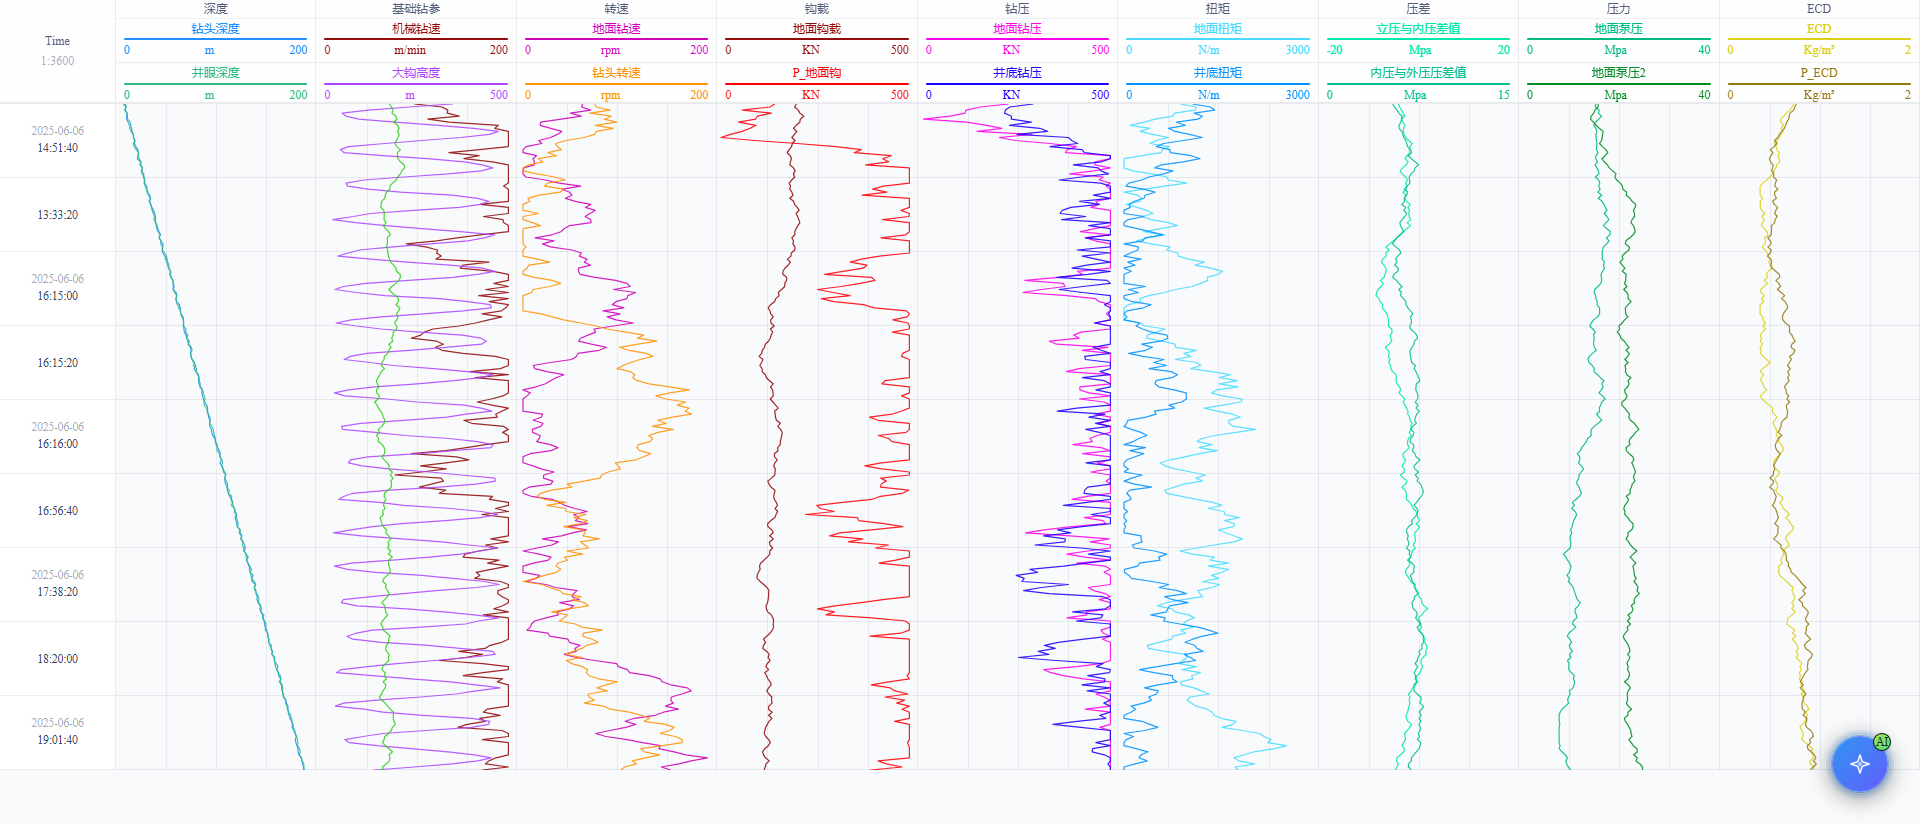 深度 基础钻参 转速 钩载 钻压 扭矩 压差 压力 ECD
Time
1:3600
钻头深度 机械钻速 地面钻速 地面钩载 地面钻压 地面扭矩 立压与内压差值 地面泵压 ECD
0 m 200 0 m/min 200 0 rpm 200 0 KN 500 0 KN 500 0 N/m 3000 -20 Mpa 20 0 Mpa 40 0 Kg/m³ 2
井眼深度 大钩高度 钻头转速 P_地面钩 井底钻压 井底扭矩 内压与外压压差值 地面泵压2 P_ECD
0 m 200 0 m 500 0 rpm 200 0 KN 500 0 KN 500 0 N/m 3000 0 Mpa 15 0 Mpa 40 0 Kg/m³ 2
2025-06-06
14:51:40
13:33:20
2025-06-06
16:15:00
16:15:20
2025-06-06
16:16:00
16:56:40
2025-06-06
17:38:20
18:20:00
2025-06-06
19:01:40
AI